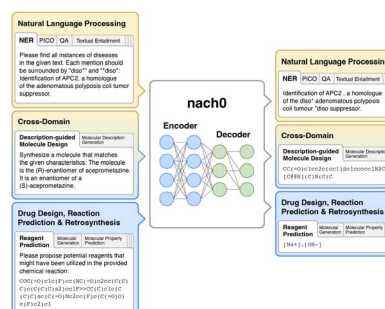 Natural Language Processing
NER PICO QA Textual Entailment
Please find all instances of diseases
in the given text. Each mention should
be surrounded by "diso*" and "*diso":
Identification of APC2, a homologue
of the adenomatous polyposis coli tumor
suppressor.
Cross-Domain
Description-guided
Molecule Design
Molecular Description
Generation
Synthesize a molecule that matches
the given characteristics: The molecule
is the (R)-enantiomer of aceprometazine.
It is an enantiomer of a
(S)-aceprometazine.
Drug Design, Reaction
Prediction & Retrosynthesis
Reagent
Prediction
Molecular
Generation
Molecular Property
Prediction
Please propose potential reagents that
might have been utilized in the provided
chemical reaction:
nach0
Encoder
Decoder
Natural Language Processin
NER PICO QA Textual Entailment
Identification of APC2 , a homologue
of the diso* adenomatous polyposis
coli tumour *diso suppressor.
Cross-Domain
Description-guided
Molecule Design
Molecular Descriptio
Generation
Drug Design, Reaction
Prediction & Retrosynthesis
Reagent
Prediction
Molecular
Generation
Molecular Property
Prediction
[Na+].[OH-]